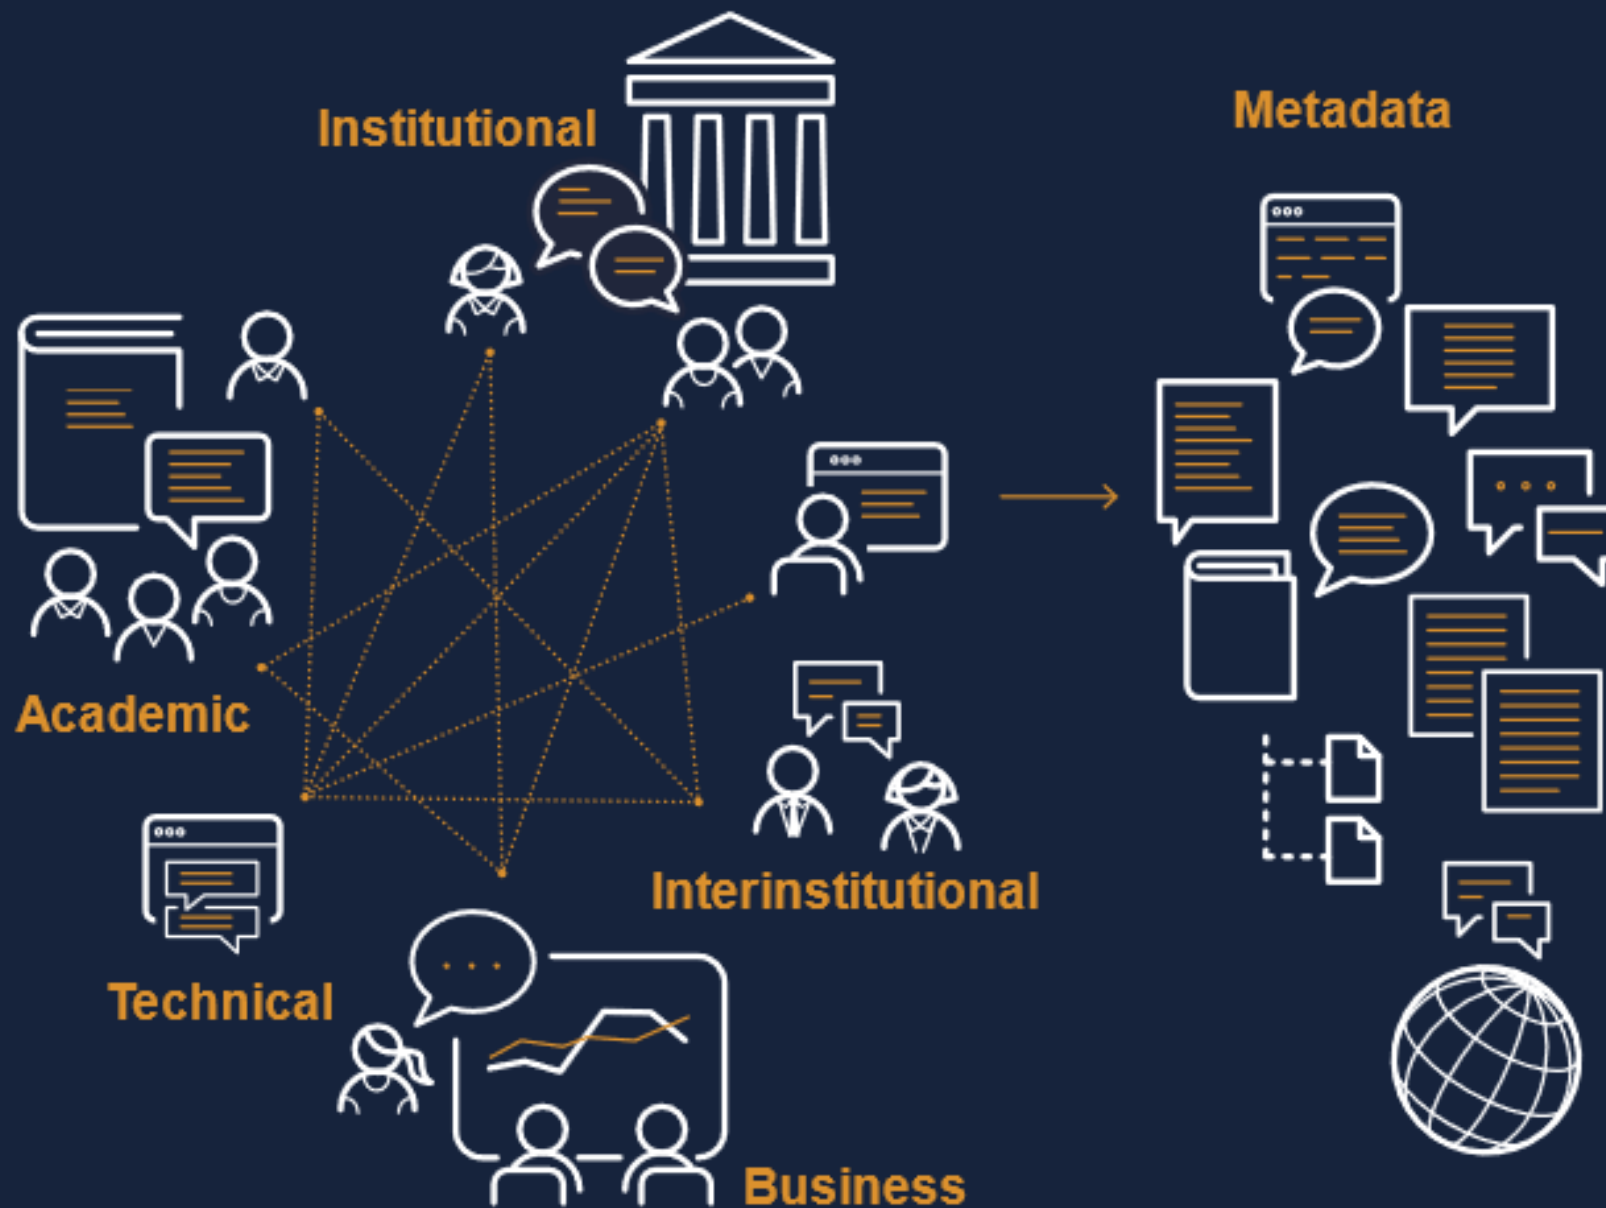 Institutional
Metadata
Academic
Interinstitutional
Technical
Business